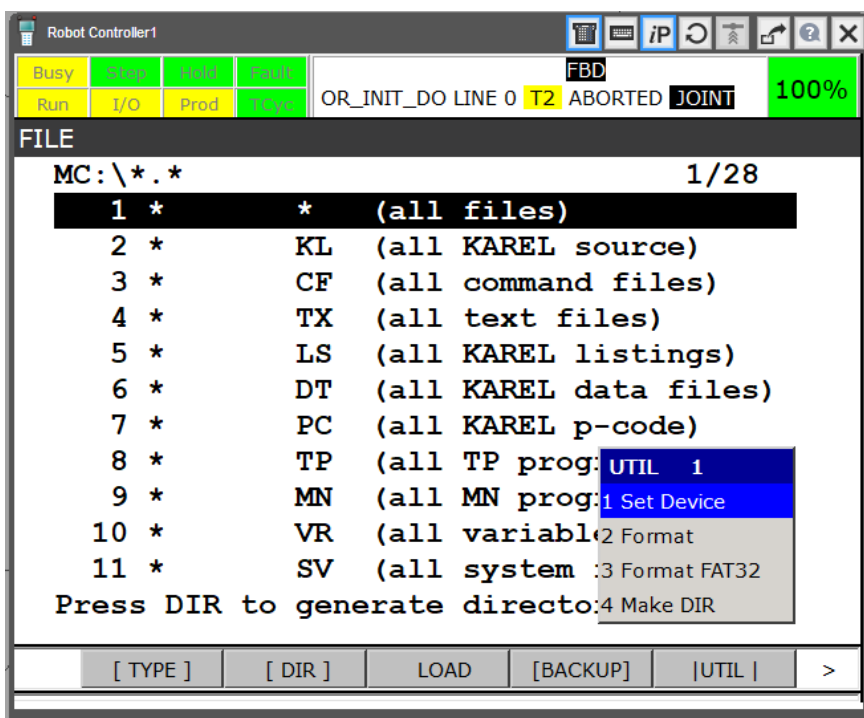 Robot Controller1
iP
Busy Step Hold Fault
Run I/O Prod TCyc
FBD
OR_INIT_DO LINE 0 T2 ABORTED JOINT
100%
FILE
MC:\*.* 1/28
1 * * (all files)
2 * KL (all KAREL source)
3 * CF (all command files)
4 * TX (all text files)
5 * LS (all KAREL listings)
6 * DT (all KAREL data files)
7 * PC (all KAREL p-code)
8 * TP (all TP prog
9 * MN (all MN prog
10 * VR (all variabl
11 * SV (all system
Press DIR to generate directo
UTIL 1
1 Set Device
2 Format
3 Format FAT32
4 Make DIR
[ TYPE ] [ DIR ] LOAD [BACKUP] |UTIL | >